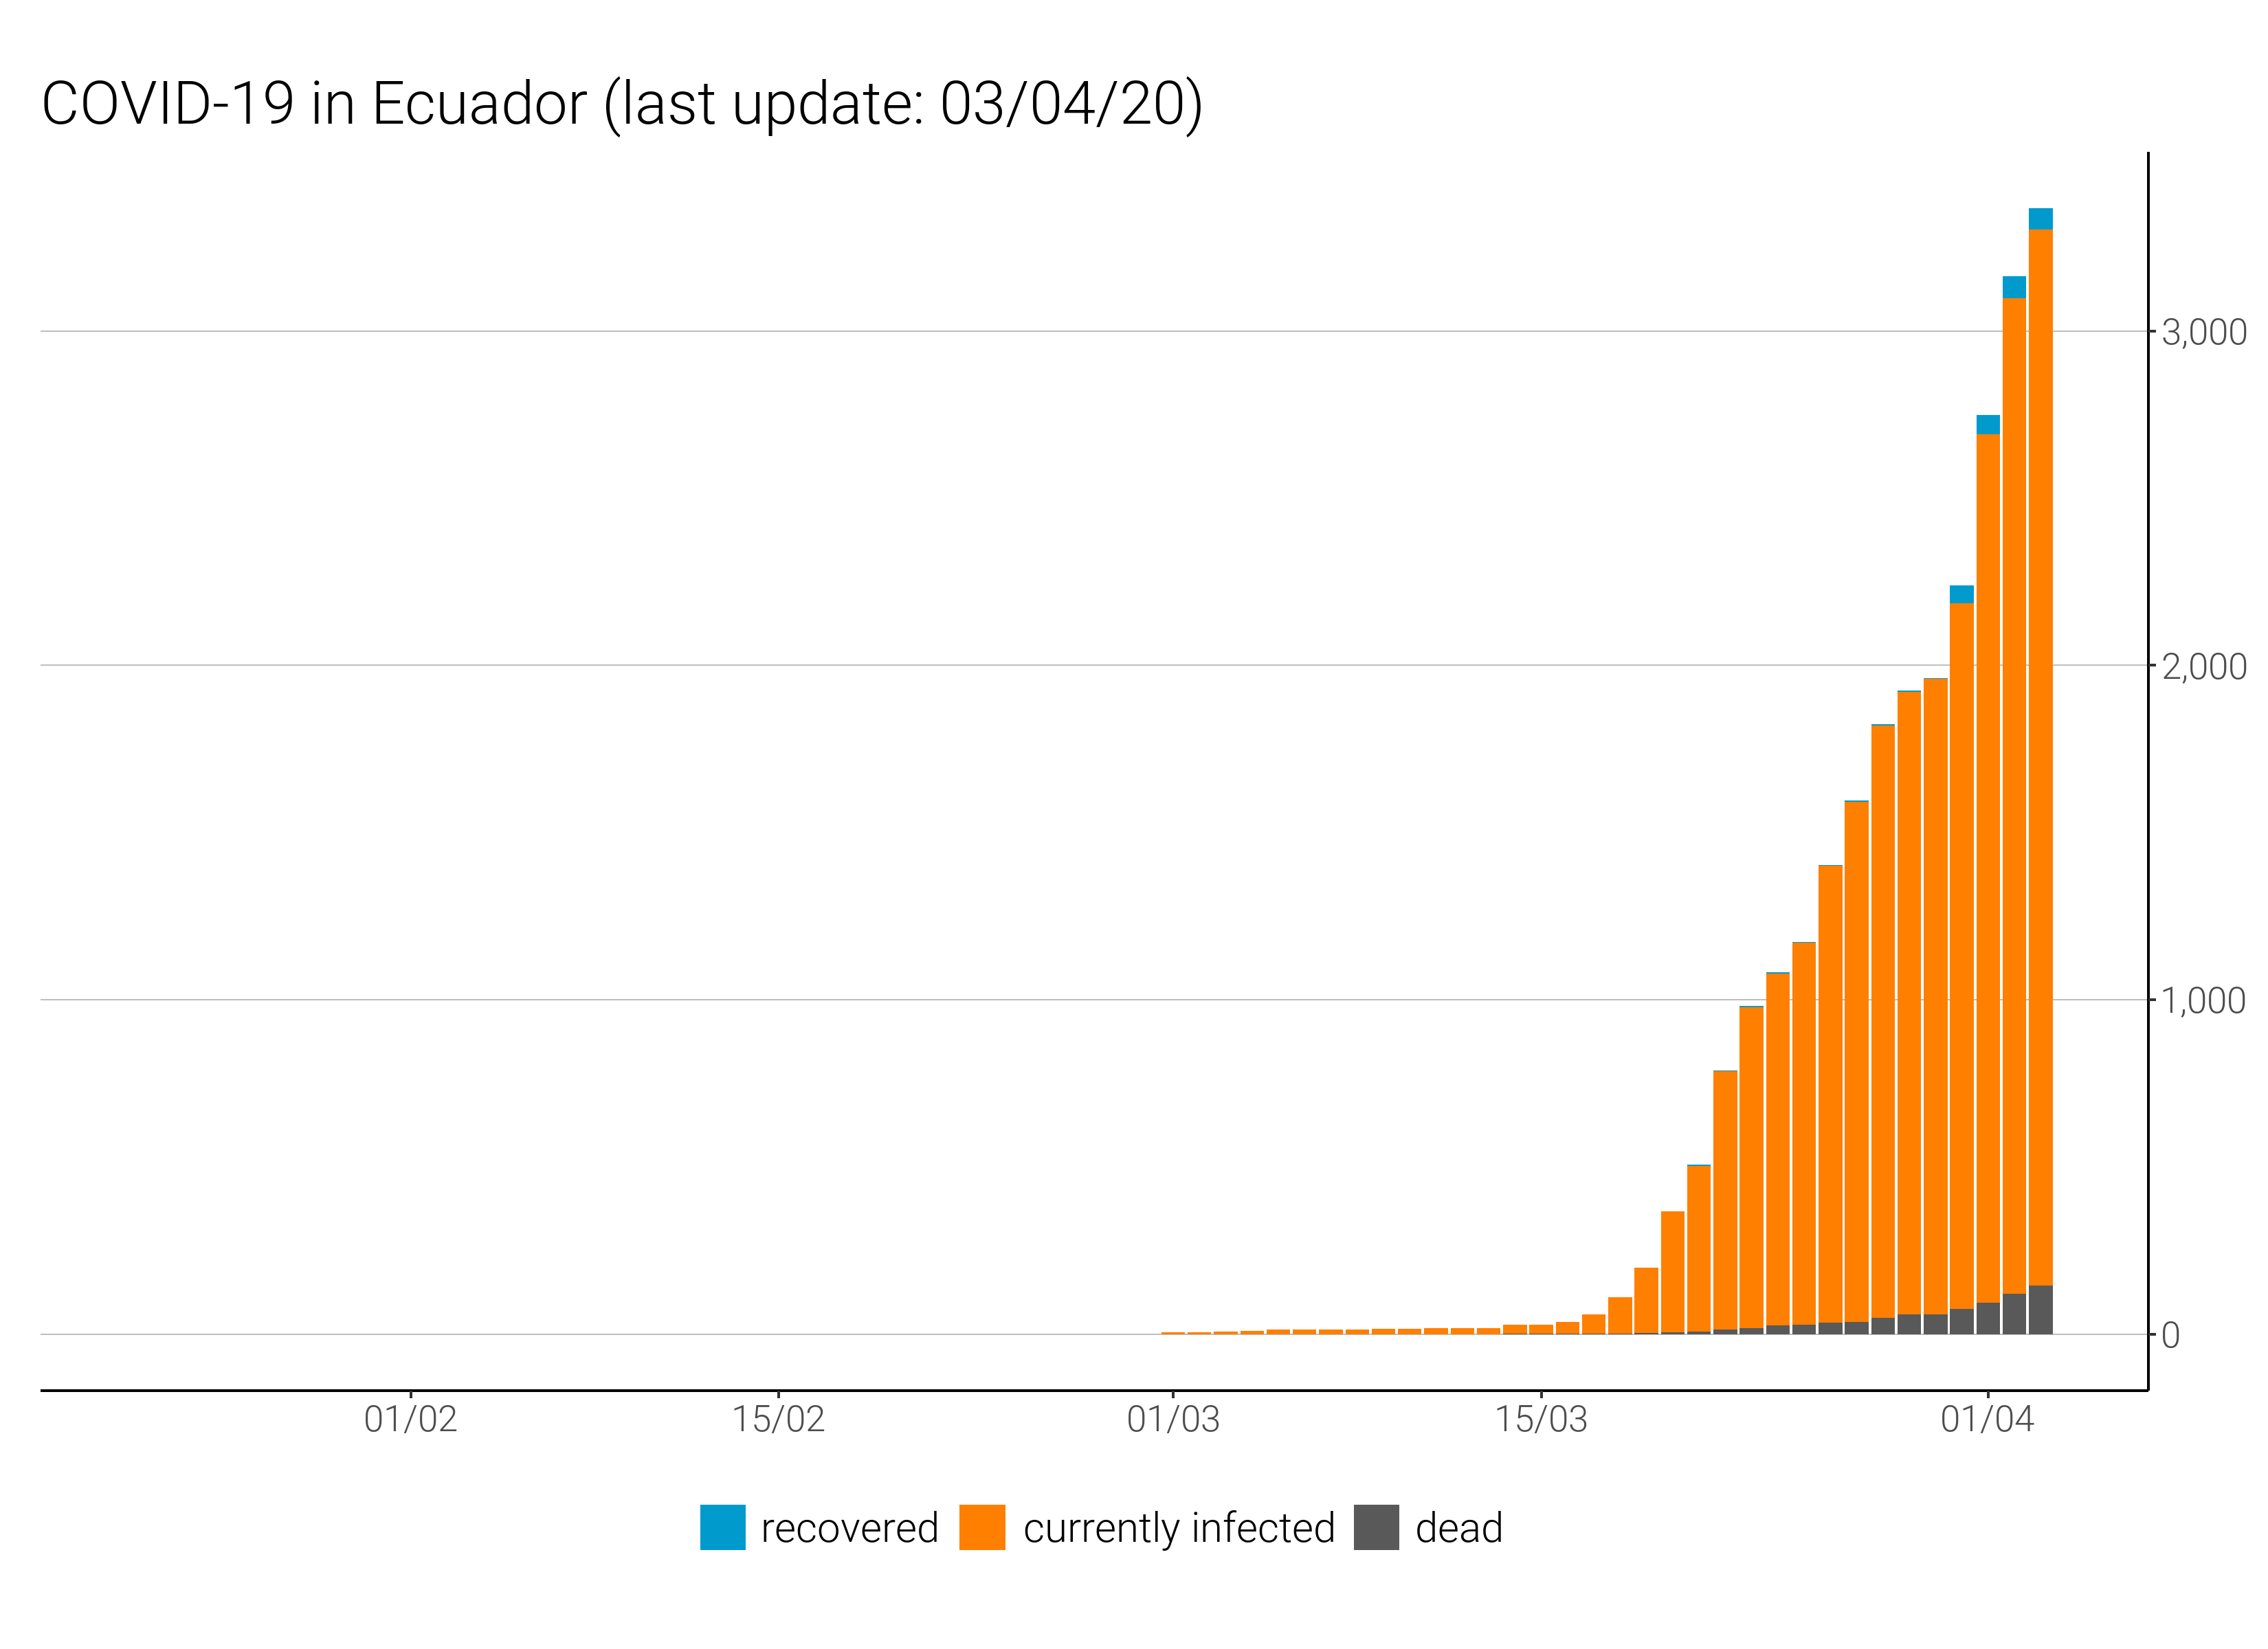 COVID-19 in Ecuador (last update: 03/04/20)
3,000
2,000
1,000
0
01/02 15/02 01/03 15/03 01/04
recovered currently infected dead